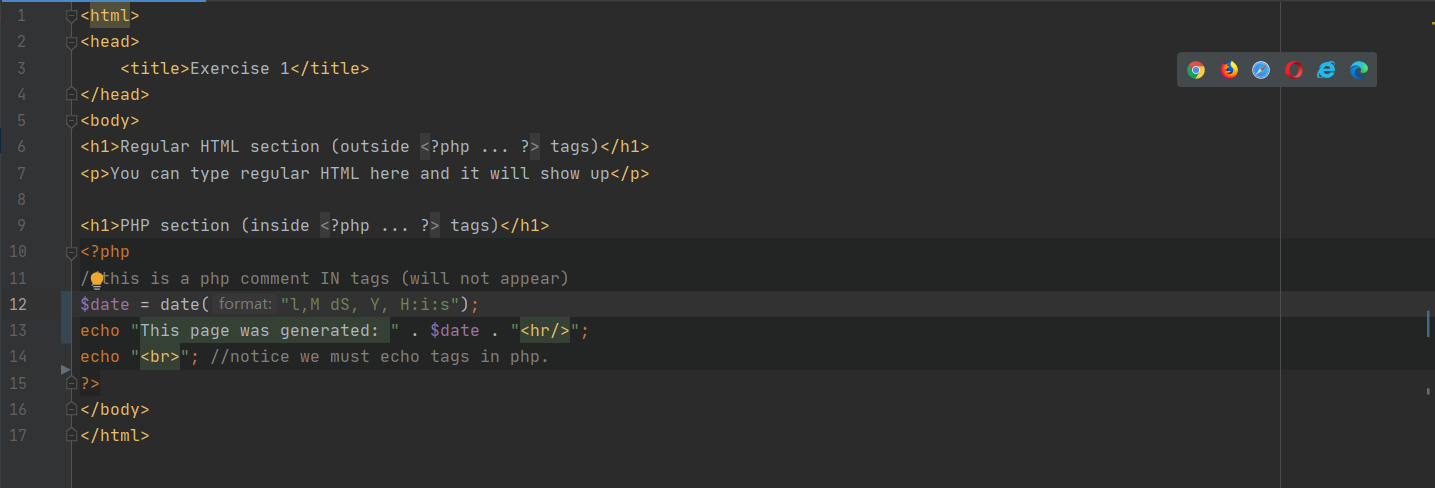 1 <html>
2 <head>
3     <title>Exercise 1</title>
4 </head>
5 <body>
6 <h1>Regular HTML section (outside <?php ... ?> tags)</h1>
7 <p>You can type regular HTML here and it will show up</p>
8
9 <h1>PHP section (inside <?php ... ?> tags)</h1>
10 <?php
11 //this is a php comment IN tags (will not appear)
12 $date = date( format: "l,M dS, Y, H:i:s");
13 echo "This page was generated: " . $date . "<hr/>";
14 echo "<br>"; //notice we must echo tags in php.
15 ?>
16 </body>
17 </html>